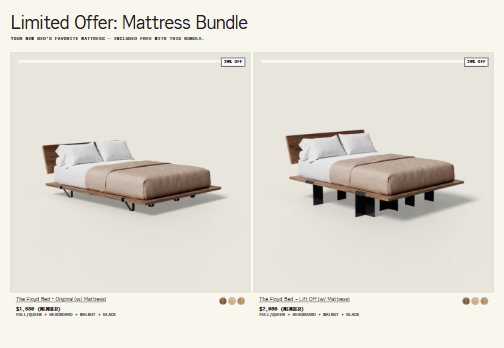 Limited Offer: Mattress Bundle
YOUR NEW BED'S FAVORITE MATTRESS – INCLUDED FREE WITH THIS BUNDLE.
20% OFF
20% OFF
The Floyd Bed – Original (w/ Mattress)
(MEMBER)
FULL/QUEEN + HEADBOARD + WALNUT + BLACK
The Floyd Bed – Lift Off (w/ Mattress)
(MEMBER)
FULL/QUEEN + HEADBOARD + WALNUT + BLACK